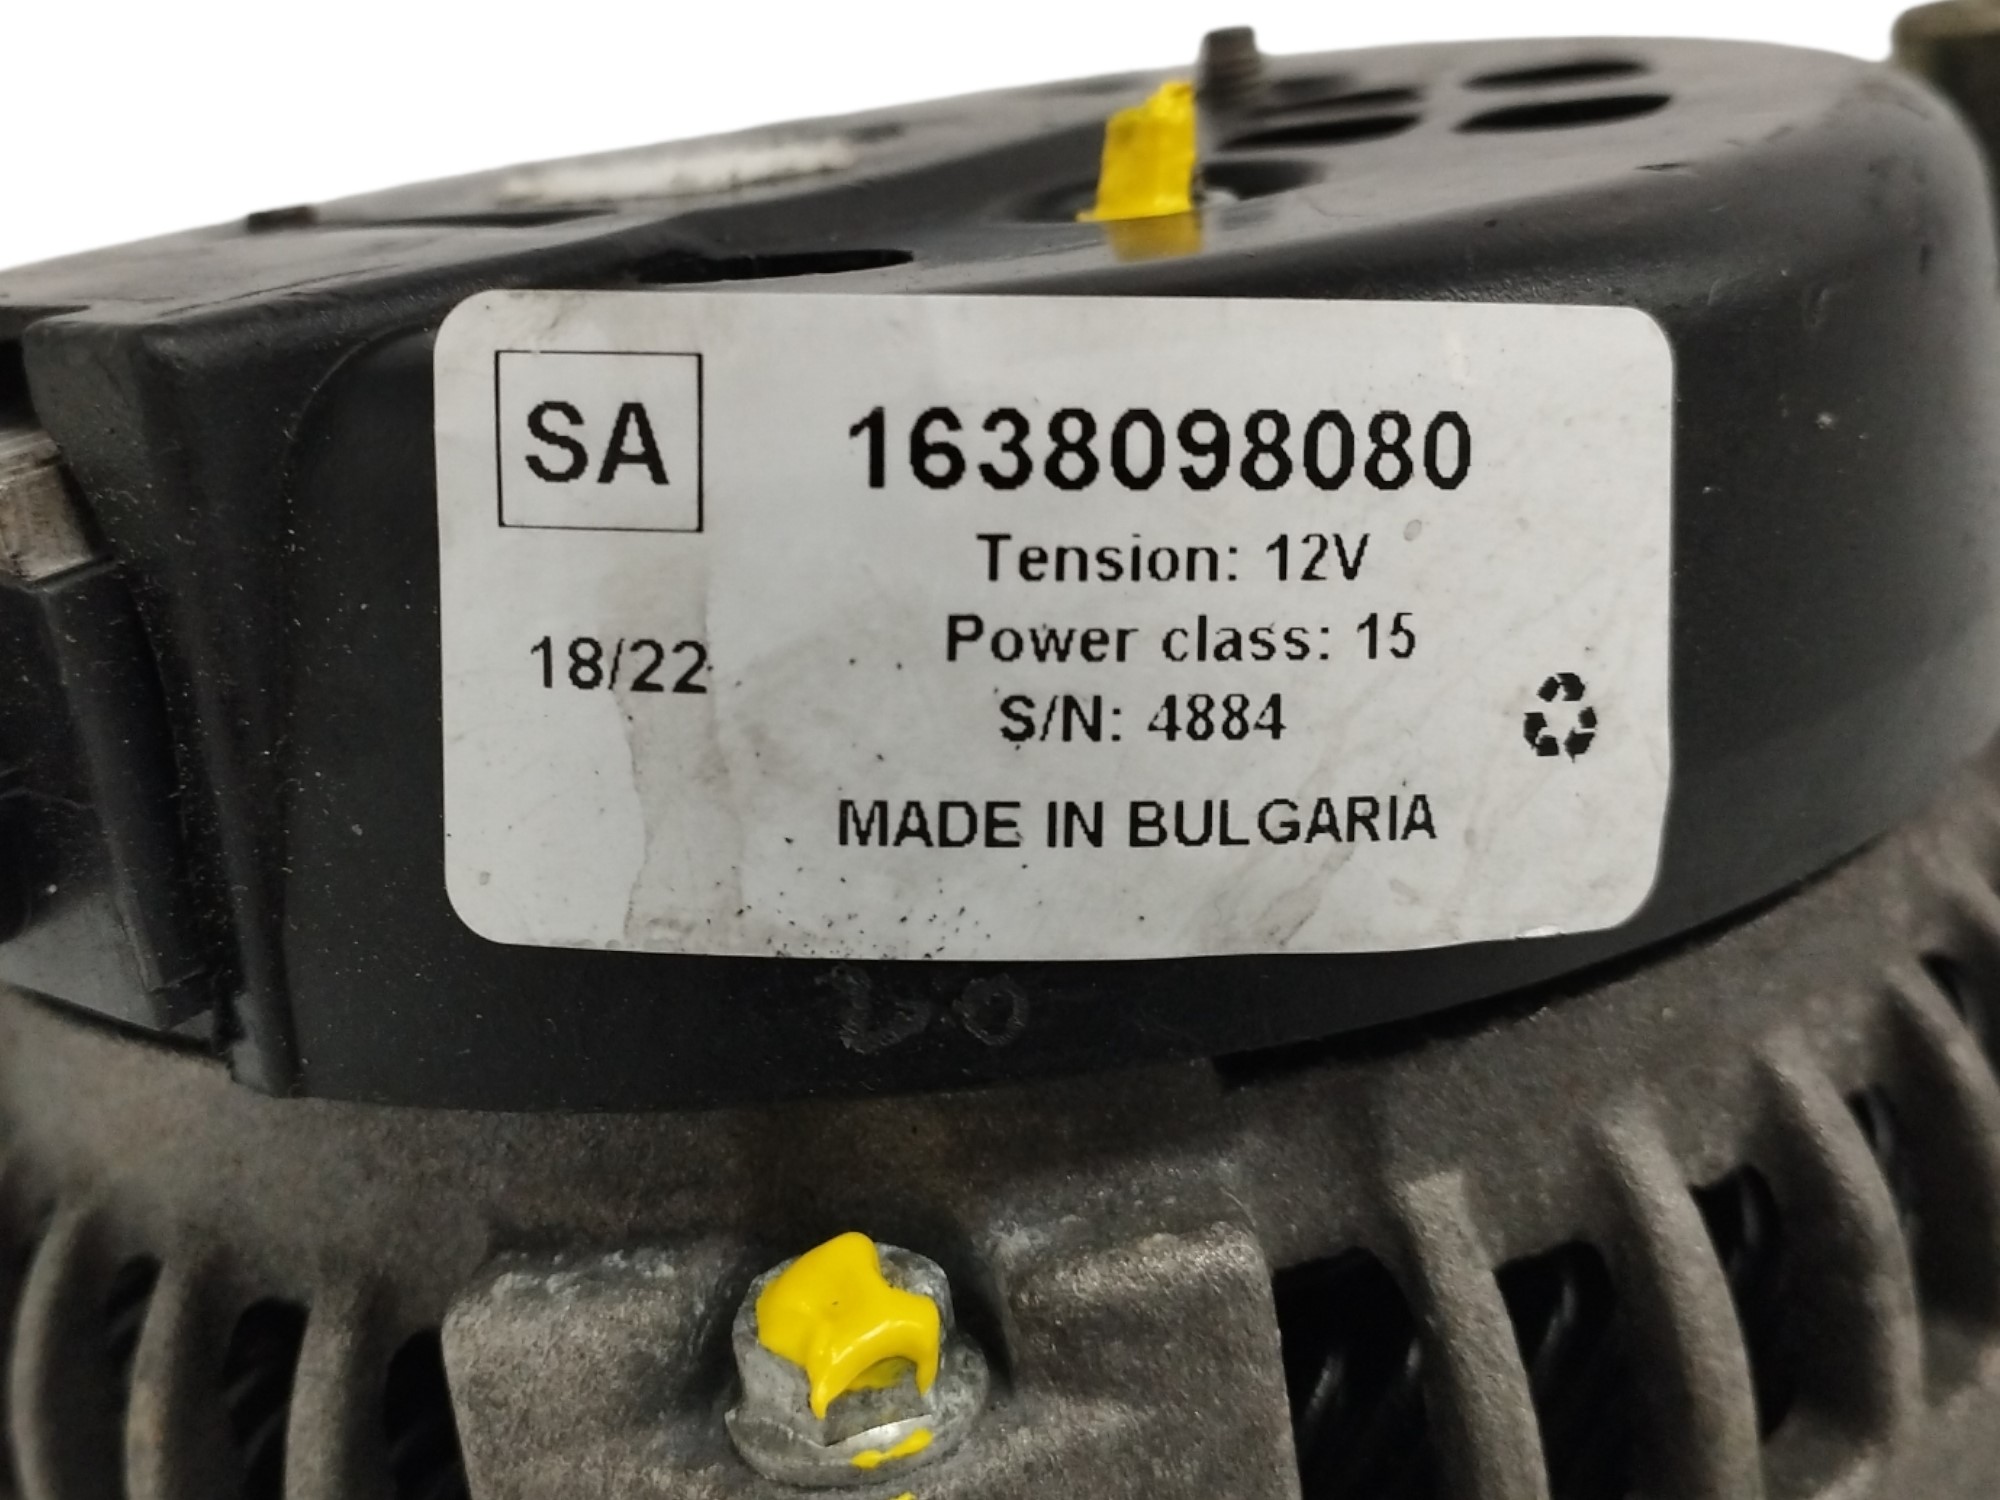 SA
1638098080
Tension: 12V
Power class: 15
18/22
S/N: 4884
MADE IN BULGARIA